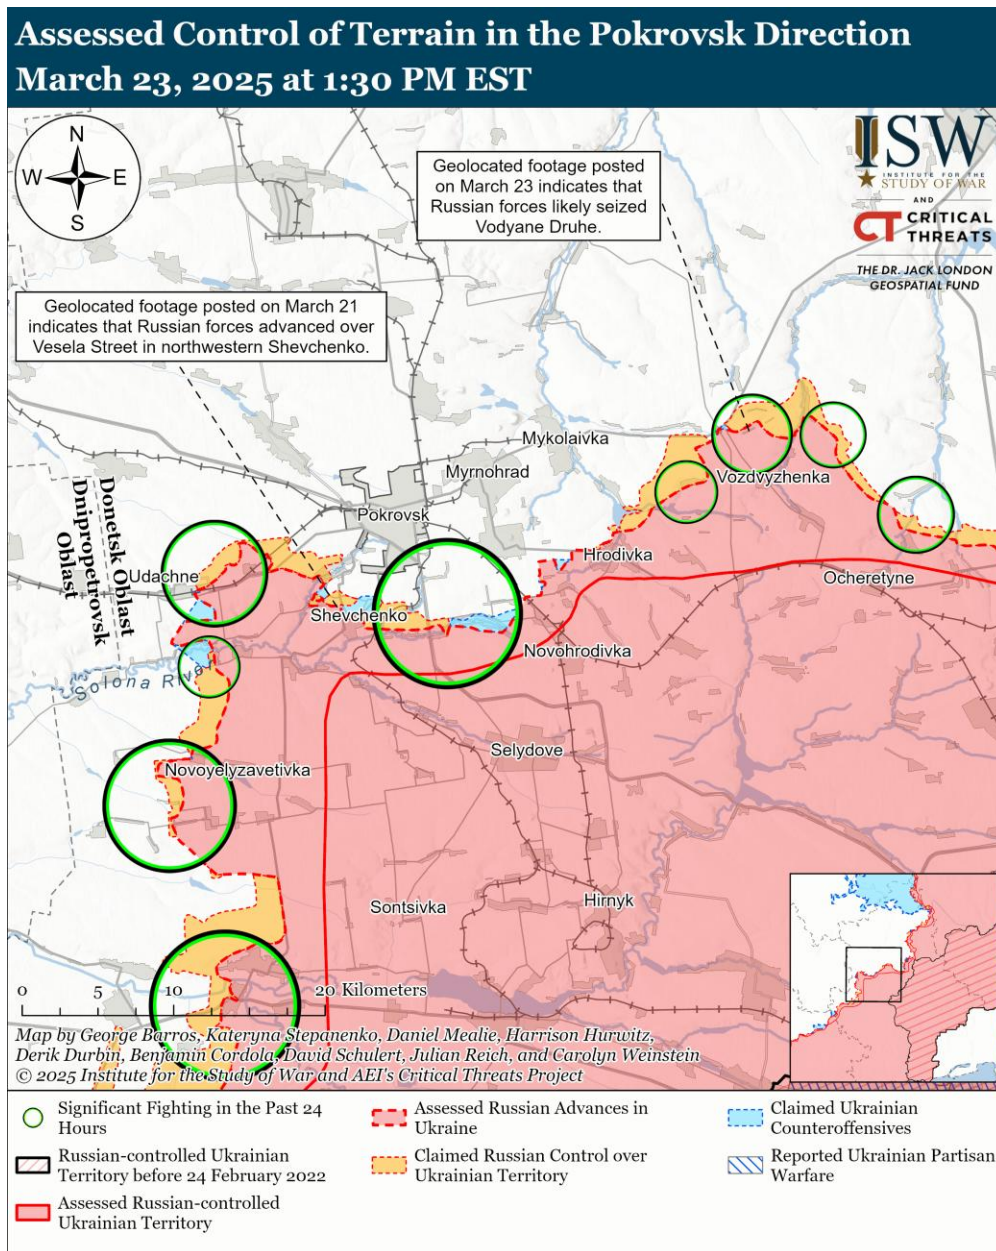 Assessed Control of Terrain in the Pokrovsk Direction
March 23, 2025 at 1:30 PM EST
N
W
E
S
Geolocated footage posted
on March 23 indicates that
Russian forces likely seized
Vodyane Druhe.
ISW
INSTITUTE FOR THE
STUDY OF WAR
AND
CT CRITICAL
THREATS
THE DR. JACK LONDON
GEOSPATIAL FUND
Geolocated footage posted on March 21
indicates that Russian forces advanced over
Vesela Street in northwestern Shevchenko.
Mykolaivka
Myrnohrad
Vozdvyzhenka
Pokrovsk
Donetsk Oblast
Dnipropetrovsk
Oblast
Hrodivka
Udachne
Ocheretyne
Shevchenko
Novohrodivka
Solona River
Selydove
Novoyelyzavetivka
Sontsivka
Hirnyk
0 5 10 20 Kilometers
Map by George Barros, Kateryna Stepanenko, Daniel Mealie, Harrison Hurwitz,
Derik Durbin, Benjamin Cordola, David Schulert, Julian Reich, and Carolyn Weinstein
© 2025 Institute for the Study of War and AEI's Critical Threats Project
Significant Fighting in the Past 24
Hours
Russian-controlled Ukrainian
Territory before 24 February 2022
Assessed Russian-controlled
Ukrainian Territory
Assessed Russian Advances in
Ukraine
Claimed Russian Control over
Ukrainian Territory
Claimed Ukrainian
Counteroffensives
Reported Ukrainian Partisan
Warfare